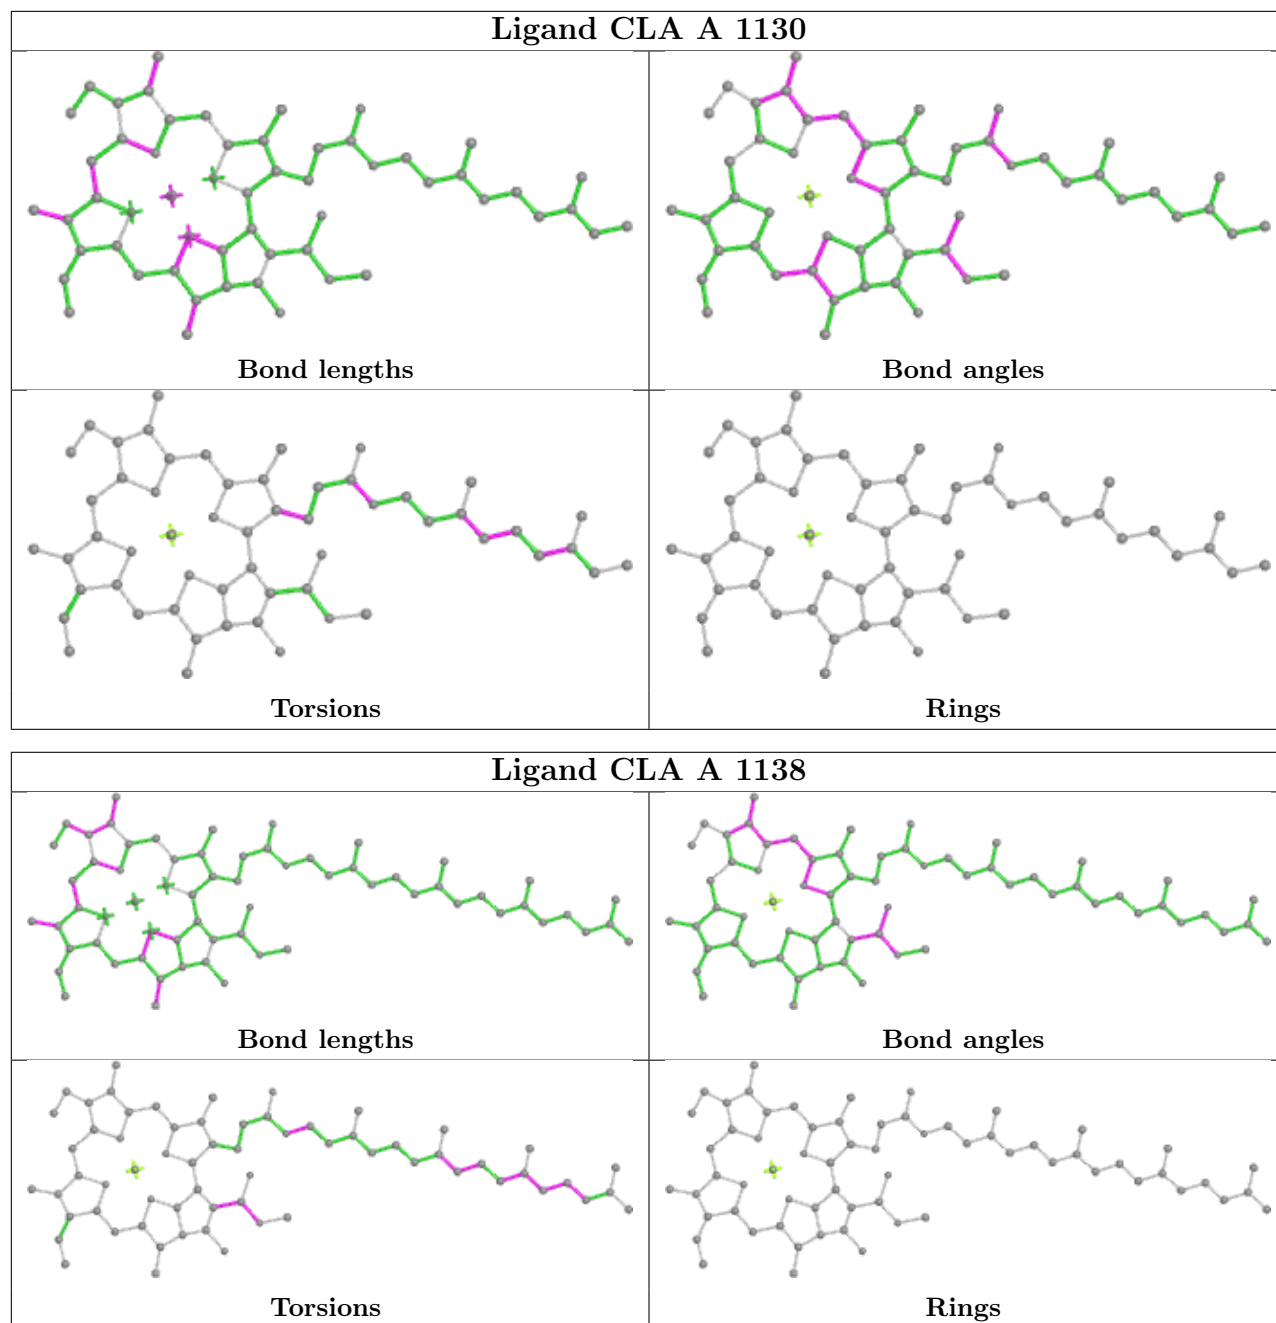 Ligand CLA A 1130
Bond lengths
Bond angles
Torsions
Rings
Ligand CLA A 1138
Bond lengths
Bond angles
Torsions
Rings